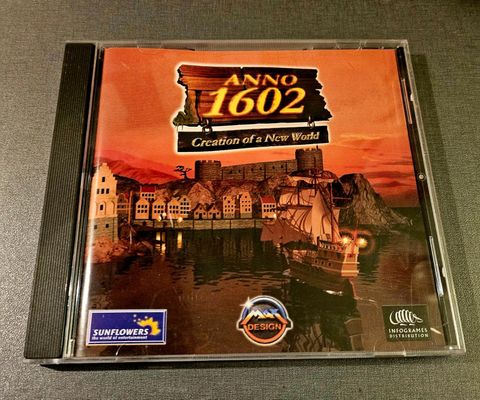 ANNO
1602
Creation of a New World
SUNFLOWERS
the world of entertainment
MAX
DESIGN
INFOGRAMES
DISTRIBUTION